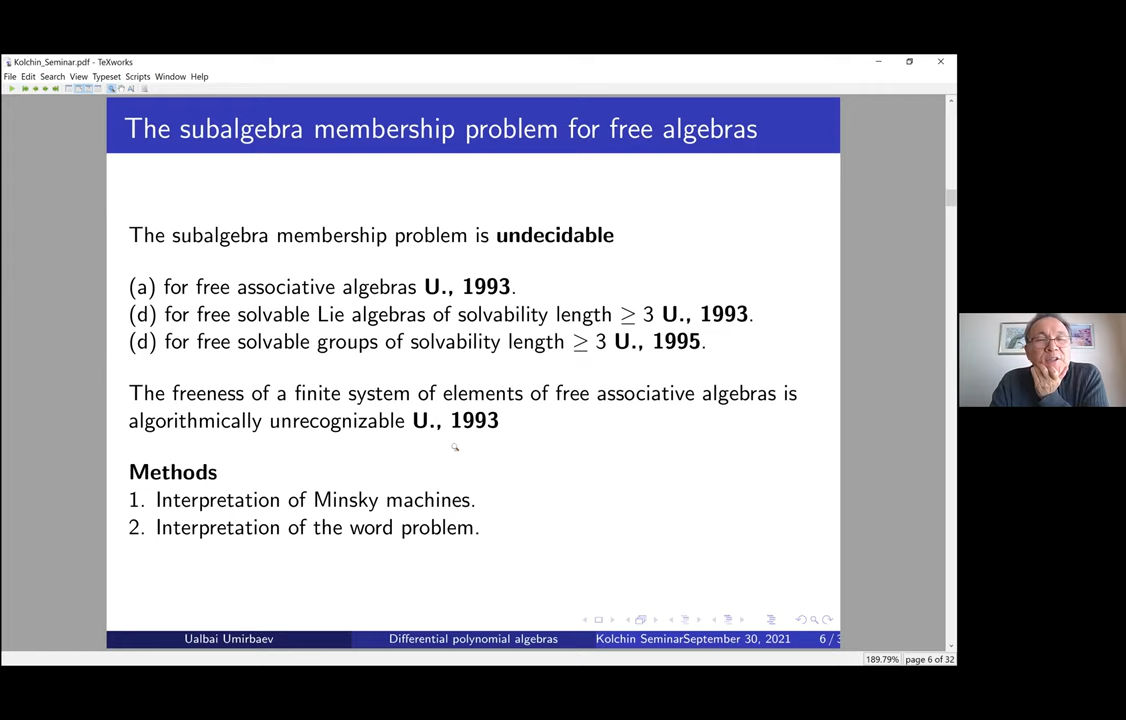 Kolchin_Seminar.pdf - TeXworks
File Edit Search View Typeset Scripts Window Help
The subalgebra membership problem for free algebras
The subalgebra membership problem is undecidable
(a) for free associative algebras U., 1993.
(d) for free solvable Lie algebras of solvability length ≥ 3 U., 1993.
(d) for free solvable groups of solvability length ≥ 3 U., 1995.
The freeness of a finite system of elements of free associative algebras is
algorithmically unrecognizable U., 1993
Methods
1. Interpretation of Minsky machines.
2. Interpretation of the word problem.
Ualbai Umirbaev Differential polynomial algebras Kolchin SeminarSeptember 30, 2021 6 / 3
189.79% page 6 of 32